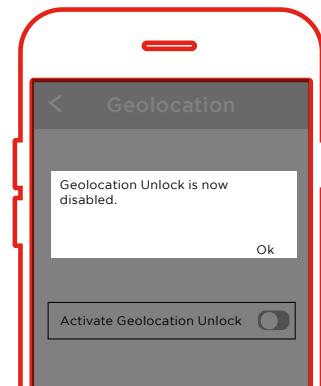 Geolocation
Geolocation Unlock is now
disabled.
Ok
Activate Geolocation Unlock